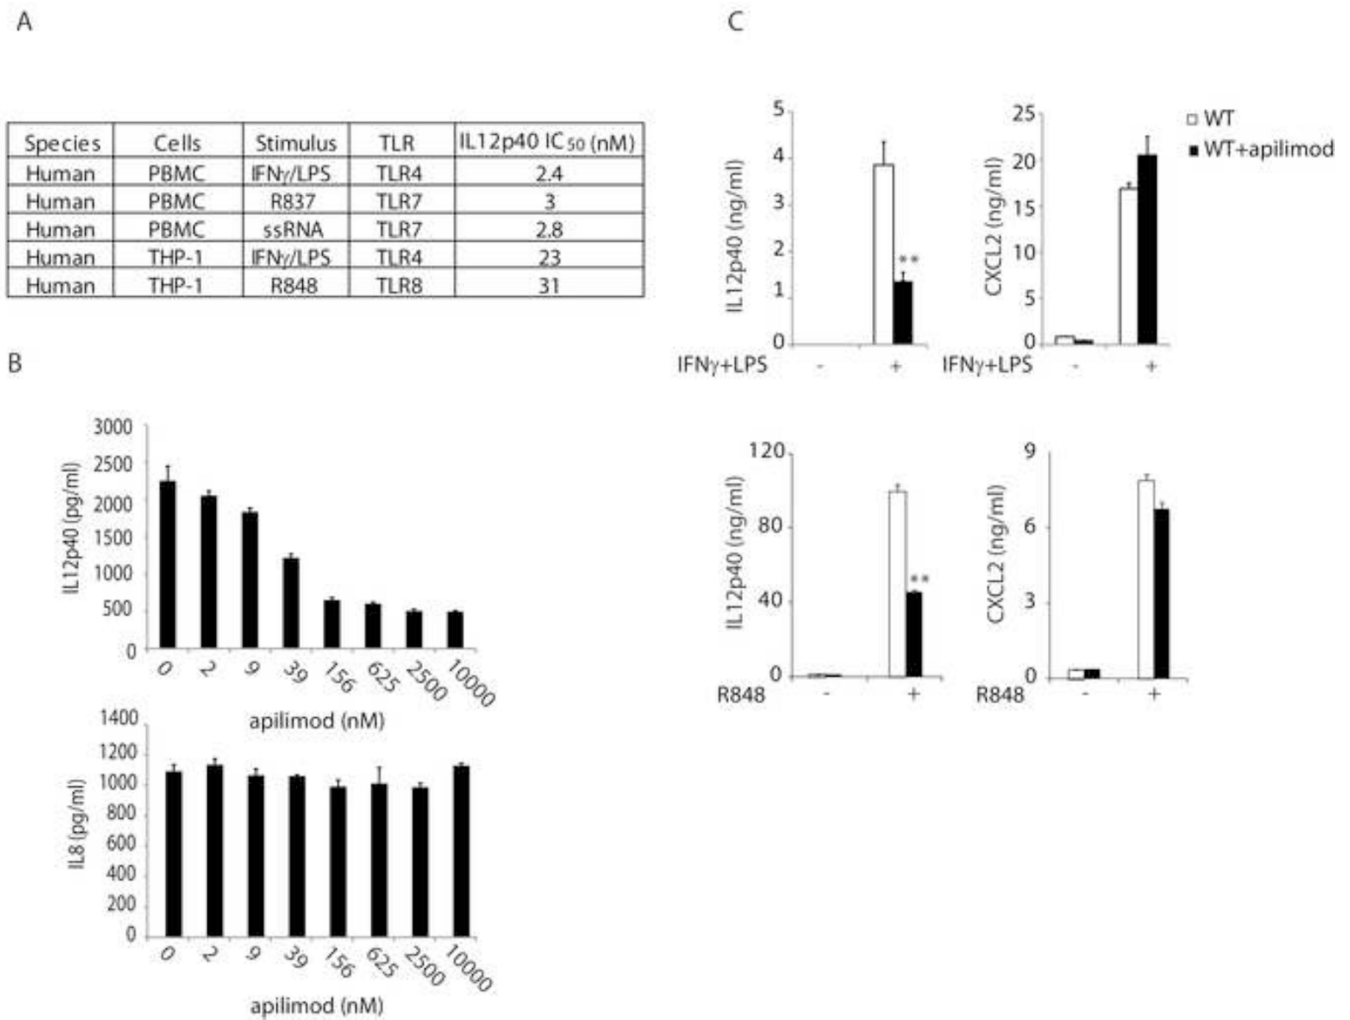 A
Species Cells Stimulus TLR IL12p40 IC50 (nM)
Human PBMC IFNγ/LPS TLR4 2.4
Human PBMC R837 TLR7 3
Human PBMC ssRNA TLR7 2.8
Human THP-1 IFNγ/LPS TLR4 23
Human THP-1 R848 TLR8 31
B
IL12p40 (pg/ml)
3000
2500
2000
1500
1000
500
0
0 2 9 39 156 625 2500 10000
apilimod (nM)
IL8 (pg/ml)
1400
1200
1000
800
600
400
200
0
0 2 9 39 156 625 2500 10000
apilimod (nM)
C
IL12p40 (ng/ml)
5
4
3
2
1
0
**
IFNγ+LPS - +
CXCL2 (ng/ml)
25
20
15
10
5
0
IFNγ+LPS - +
WT
WT+apilimod
IL12p40 (ng/ml)
120
80
40
0
**
R848 - +
CXCL2 (ng/ml)
9
6
3
0
R848 - +